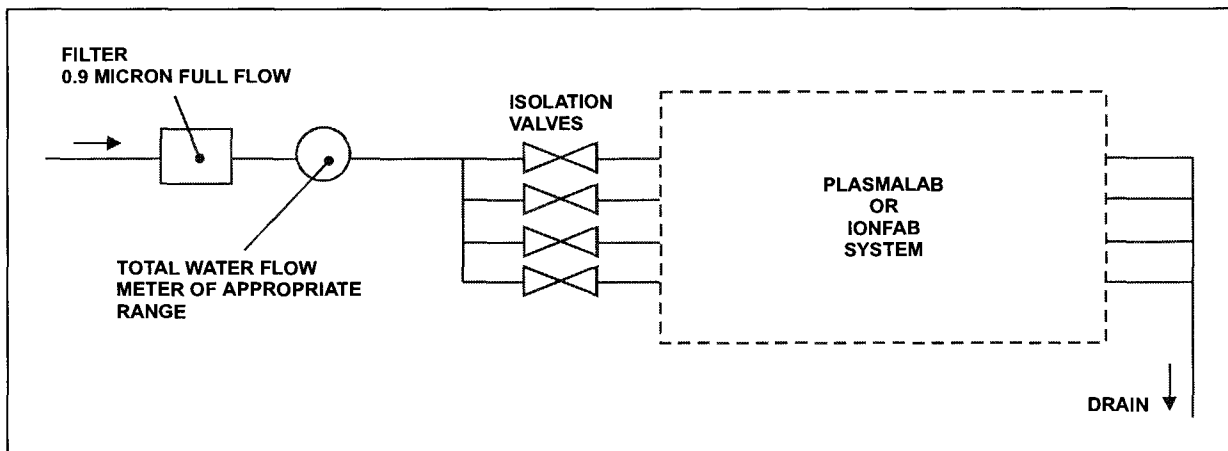 FILTER
0.9 MICRON FULL FLOW
ISOLATION
VALVES
PLASMALAB
OR
IONFAB
SYSTEM
TOTAL WATER FLOW
METER OF APPROPRIATE
RANGE
DRAIN